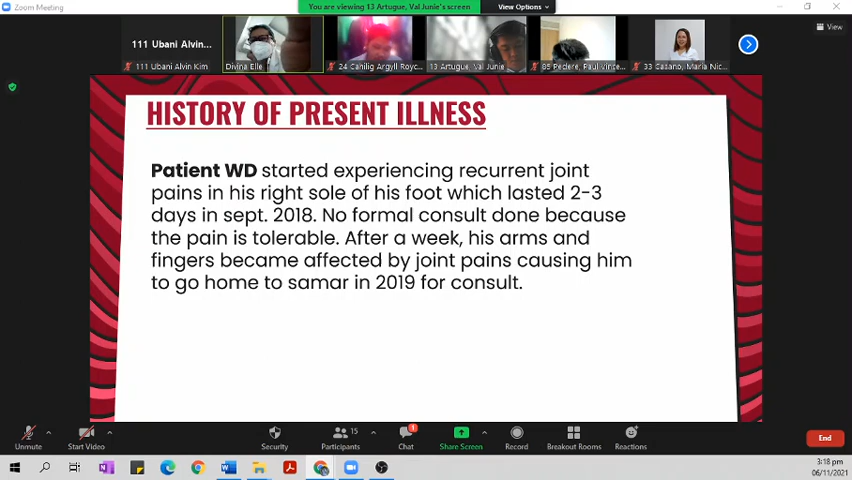 Zoom Meeting
You are viewing 13 Artugue, Val Junie's screen
View Options
View
111 Ubani Alvin...
111 Ubani Alvin Kim
Divina Elle
24 Canilig Argyll Royc...
13 Artugue, Val Junie
85 Pedere, Paul Vince...
33 Casano, Maria Nic...
HISTORY OF PRESENT ILLNESS
Patient WD started experiencing recurrent joint
pains in his right sole of his foot which lasted 2-3
days in sept. 2018. No formal consult done because
the pain is tolerable. After a week, his arms and
fingers became affected by joint pains causing him
to go home to samar in 2019 for consult.
Unmute
Start Video
Security
15
Participants
1
Chat
Share Screen
Record
Breakout Rooms
Reactions
End
3:18 pm
06/11/2021